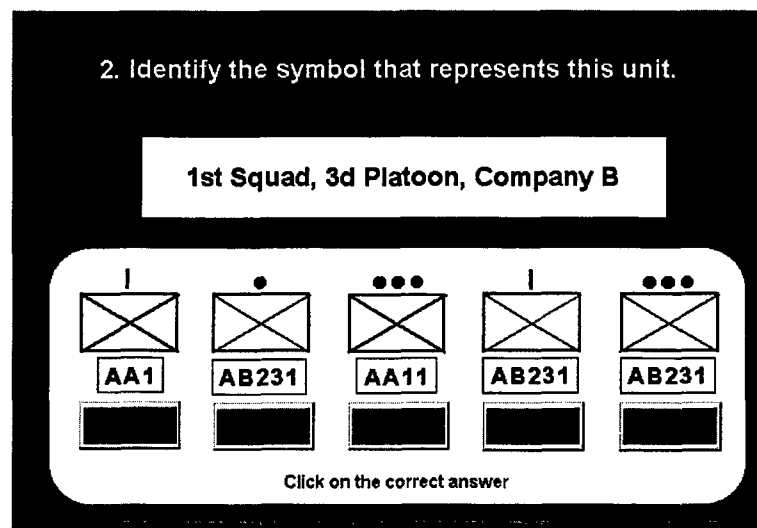 2. Identify the symbol that represents this unit.
1st Squad, 3d Platoon, Company B
AA1 AB231 AA11 AB231 AB231
Click on the correct answer